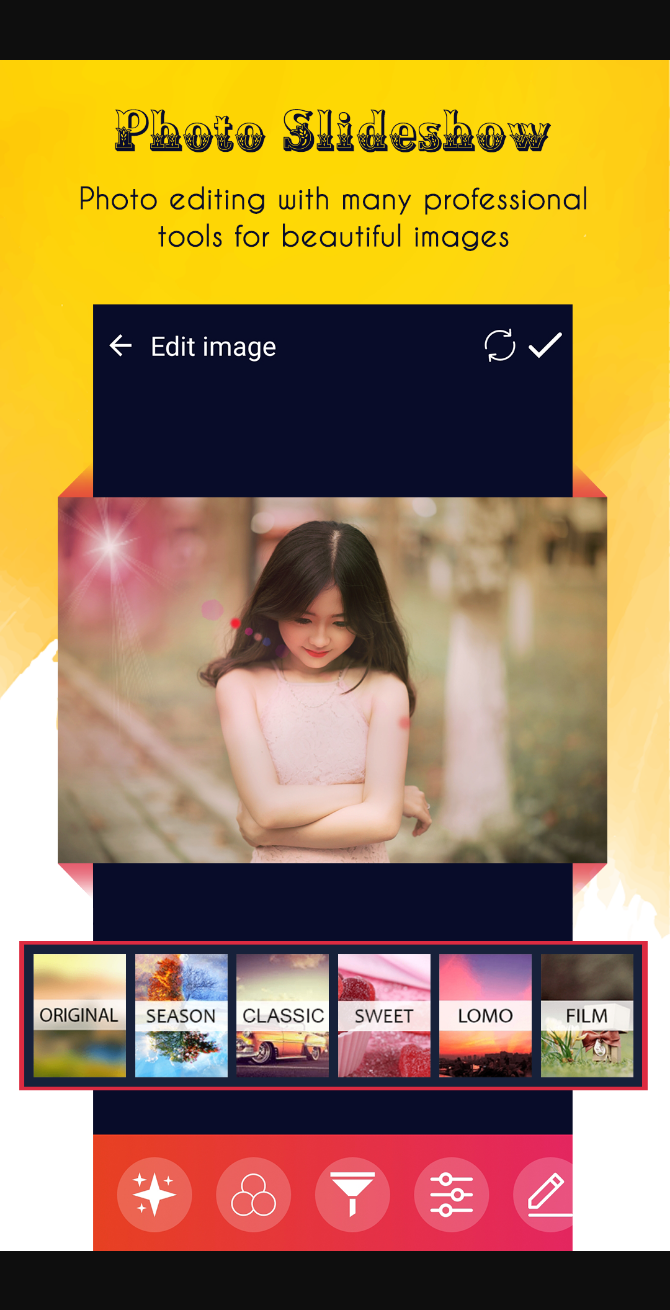 Photo Slideshow
Photo editing with many professional
tools for beautiful images
Edit image
ORIGINAL SEASON CLASSIC SWEET LOMO FILM